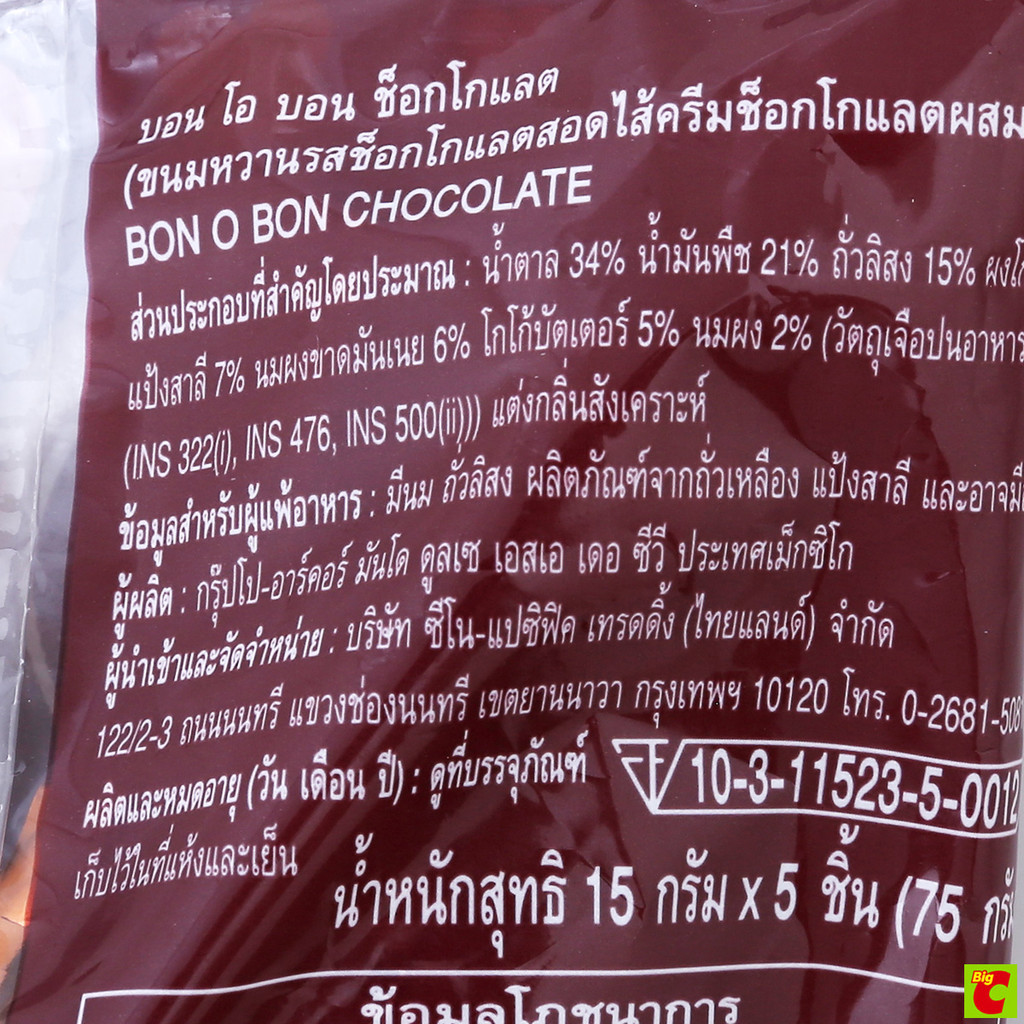 บอน โอ บอน ช็อกโกแลต
(ขนมหวานรสช็อกโกแลตสอดไส้ครีมช็อกโกแลตผสม
BON O BON CHOCOLATE
ส่วนประกอบที่สำคัญโดยประมาณ : น้ำตาล 34% น้ำมันพืช 21% ถั่วลิสง 15%
แป้งสาลี 7% นมผงขาดมันเนย 6% โกโก้บัตเตอร์ 5% นมผง 2% (วัตถุเจือปนอาหาร
(INS 322(i), INS 476, INS 500(ii))) แต่งกลิ่นสังเคราะห์
ข้อมูลสำหรับผู้แพ้อาหาร : มีนม ถั่วลิสง ผลิตภัณฑ์จากถั่วเหลือง แป้งสาลี และอาจมี
ผู้ผลิต : กรุ๊ปโป-อาร์คอร์ มันโด ดูลเซ เอสเอ เดอ ซีวี ประเทศเม็กซิโก
ผู้นำเข้าและจัดจำหน่าย : บริษัท ซีโน-แปซิฟิค เทรดดิ้ง (ไทยแลนด์) จำกัด
122/2-3 ถนนนนทรี แขวงช่องนนทรี เขตยานนาวา กรุงเทพฯ 10120 โทร. 0-2681-508
ผลิตและหมดอายุ (วัน เดือน ปี) : ดูที่บรรจุภัณฑ์
10-3-11523-5-0012
เก็บไว้ในที่แห้งและเย็น
น้ำหนักสุทธิ 15 กรัม x 5 ชิ้น (75 กรัม
ข้อมูลโภชนาการ
Big C